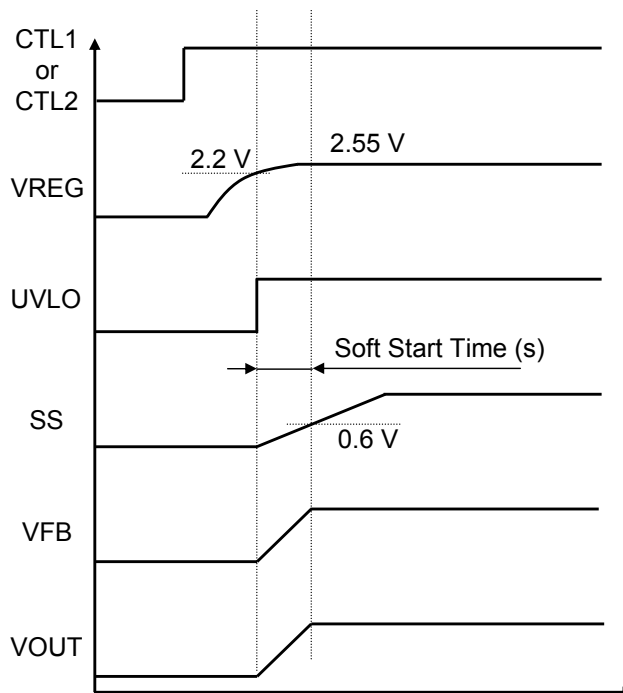 CTL1
or
CTL2
2.2 V
2.55 V
VREG
UVLO
Soft Start Time (s)
SS
0.6 V
VFB
VOUT